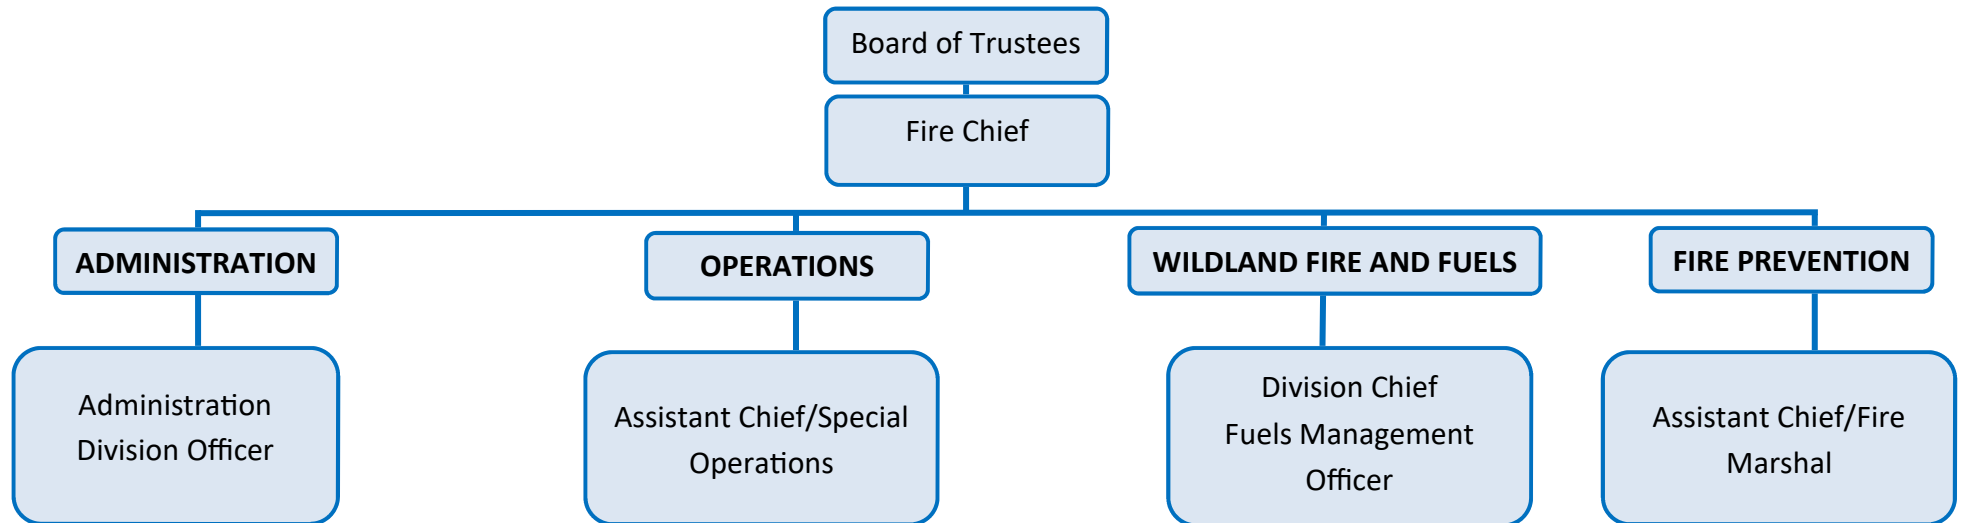 Board of Trustees
Fire Chief
ADMINISTRATION
OPERATIONS
WILDLAND FIRE AND FUELS
FIRE PREVENTION
Administration
Division Officer
Assistant Chief/Special
Operations
Division Chief
Fuels Management
Officer
Assistant Chief/Fire
Marshal